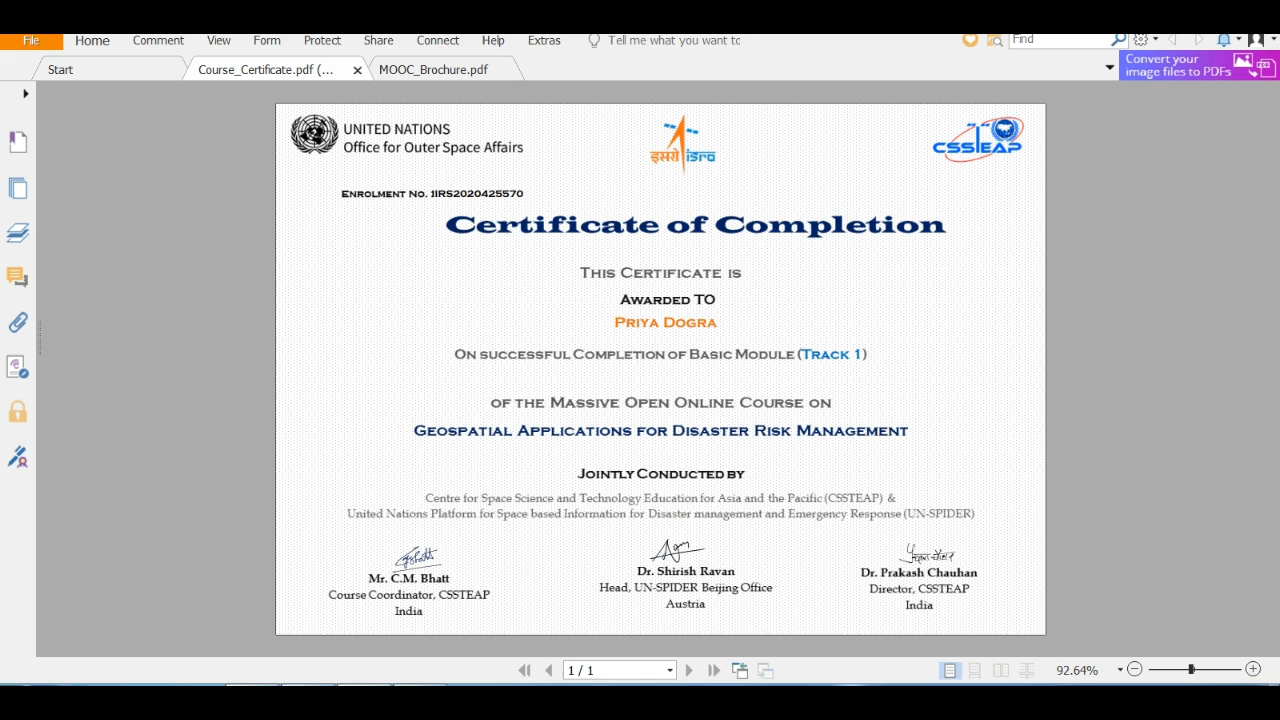 File Home Comment View Form Protect Share Connect Help Extras Tell me what you want to Find
Start Course_Certificate.pdf (... MOOC_Brochure.pdf
Convert your
image files to PDFs
UNITED NATIONS
Office for Outer Space Affairs
इसरो isro
CSSTEAP
ENROLMENT NO. IIRS2020425570
Certificate of Completion
THIS CERTIFICATE IS
AWARDED TO
PRIYA DOGRA
ON SUCCESSFUL COMPLETION OF BASIC MODULE (TRACK 1)
OF THE MASSIVE OPEN ONLINE COURSE ON
GEOSPATIAL APPLICATIONS FOR DISASTER RISK MANAGEMENT
JOINTLY CONDUCTED BY
Centre for Space Science and Technology Education for Asia and the Pacific (CSSTEAP) &
United Nations Platform for Space based Information for Disaster management and Emergency Response (UN-SPIDER)
Mr. C.M. Bhatt
Course Coordinator, CSSTEAP
India
Dr. Shirish Ravan
Head, UN-SPIDER Beijing Office
Austria
Dr. Prakash Chauhan
Director, CSSTEAP
India
1 / 1
92.64%